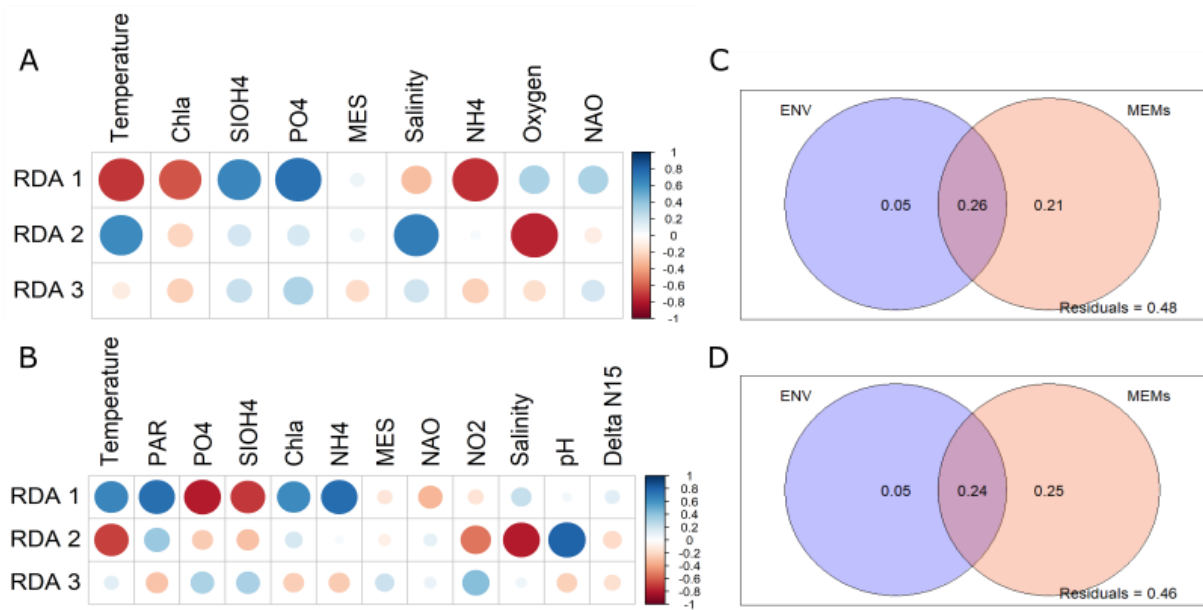 A
Temperature Chla SIOH4 PO4 MES Salinity NH4 Oxygen NAO
RDA 1
RDA 2
RDA 3
1
0.8
0.6
0.4
0.2
0
-0.2
-0.4
-0.6
-0.8
-1
B
Temperature PAR PO4 SIOH4 Chla NH4 MES NAO NO2 Salinity pH Delta N15
RDA 1
RDA 2
RDA 3
1
0.8
0.6
0.4
0.2
0
-0.2
-0.4
-0.6
-0.8
-1
C
ENV MEMs
0.05 0.26 0.21
Residuals = 0.48
D
ENV MEMs
0.05 0.24 0.25
Residuals = 0.46